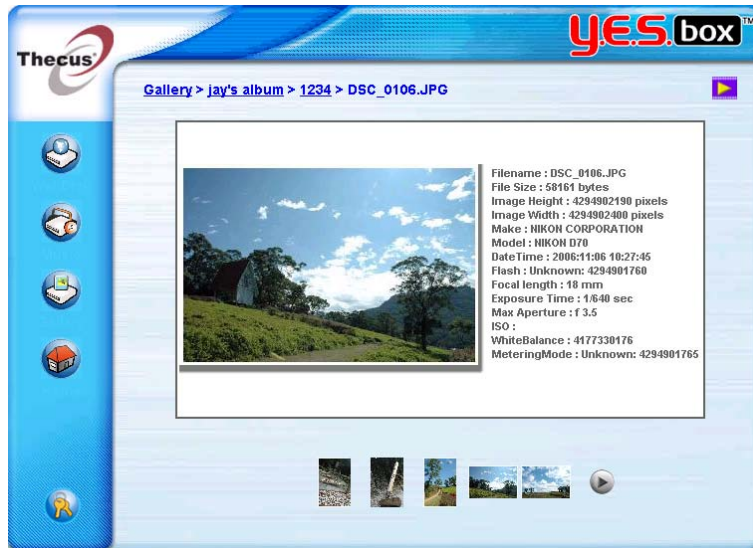 Thecus
Y.E.S.box™
Gallery > jay's album > 1234 > DSC_0106.JPG
Filename : DSC_0106.JPG
File Size : 58161 bytes
Image Height : 4294902190 pixels
Image Width : 4294902400 pixels
Make : NIKON CORPORATION
Model : NIKON D70
DateTime : 2006:11:06 10:27:45
Flash : Unknown: 4294901760
Focal length : 18 mm
Exposure Time : 1/640 sec
Max Aperture : f 3.5
ISO :
WhiteBalance : 4177330176
MeteringMode : Unknown: 4294901765